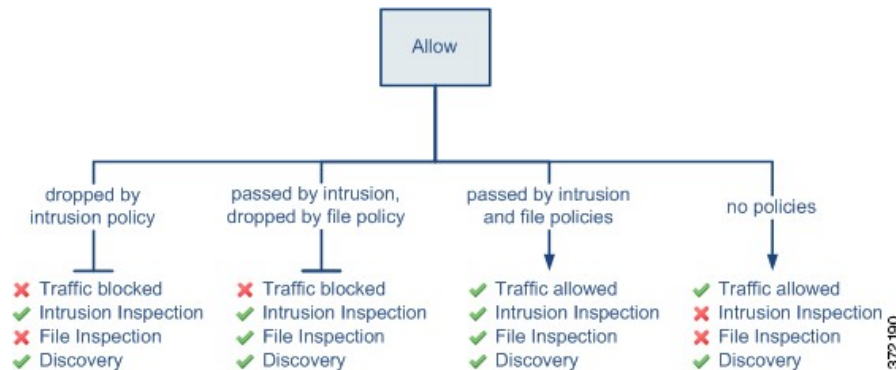 Allow
dropped by
intrusion policy
passed by intrusion,
dropped by file policy
passed by intrusion
and file policies
no policies
Traffic blocked
Intrusion Inspection
File Inspection
Discovery
Traffic blocked
Intrusion Inspection
File Inspection
Discovery
Traffic allowed
Intrusion Inspection
File Inspection
Discovery
Traffic allowed
Intrusion Inspection
File Inspection
Discovery
372190